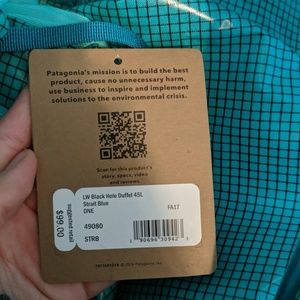 Patagonia's mission is to build the best
product, cause no unnecessary harm,
use business to inspire and implement
solutions to the environmental crisis.
Scan for this product's
story, specs, video
and reviews.
LW Black Hole Duffel 45L
Strait Blue
ONE
FA17
49080
STRB
suggested retail
$99.00